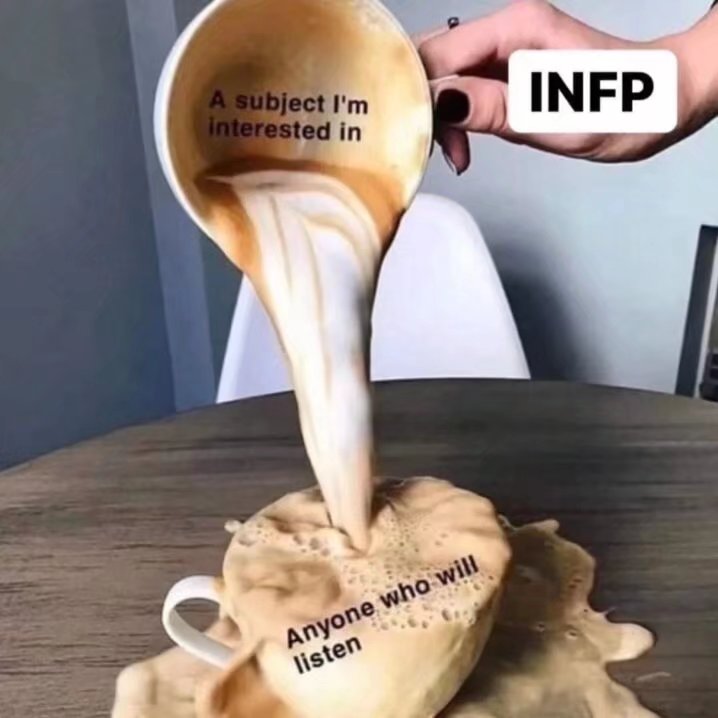 INFP
A subject I'm
interested in
Anyone who will
listen